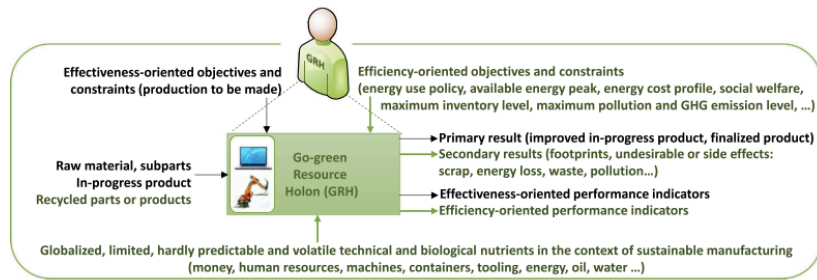 GRH
Effectiveness-oriented objectives and
constraints (production to be made)
Efficiency-oriented objectives and constraints
(energy use policy, available energy peak, energy cost profile, social welfare,
maximum inventory level, maximum pollution and GHG emission level, ...)
Raw material, subparts
In-progress product
Recycled parts or products
Go-green
Resource
Holon (GRH)
Primary result (improved in-progress product, finalized product)
Secondary results (footprints, undesirable or side effects:
scrap, energy loss, waste, pollution...)
Effectiveness-oriented performance indicators
Efficiency-oriented performance indicators
Globalized, limited, hardly predictable and volatile technical and biological nutrients in the context of sustainable manufacturing
(money, human resources, machines, containers, tooling, energy, oil, water ...)